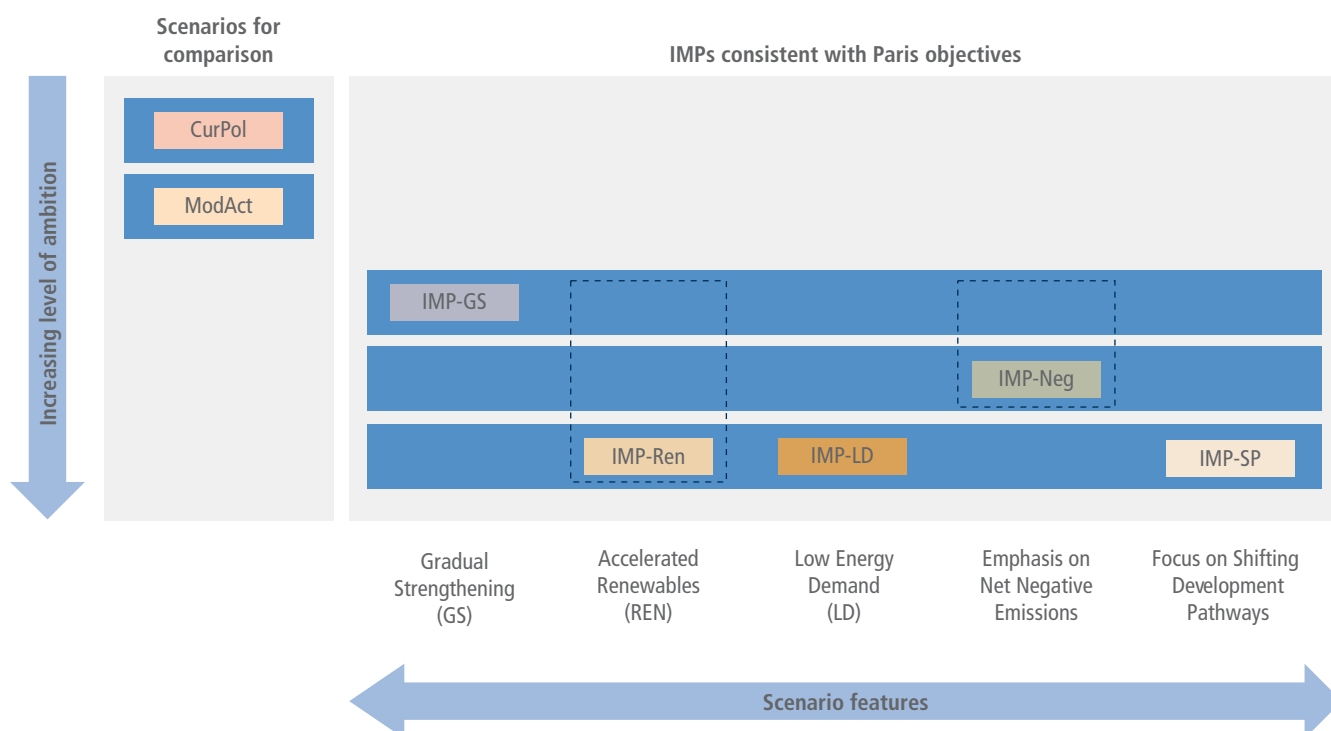 Scenarios for
comparison
IMPs consistent with Paris objectives
Increasing level of ambition
CurPol
ModAct
IMP-GS
IMP-Neg
IMP-Ren
IMP-LD
IMP-SP
Gradual
Strengthening
(GS)
Accelerated
Renewables
(REN)
Low Energy
Demand
(LD)
Emphasis on
Net Negative
Emissions
Focus on Shifting
Development
Pathways
Scenario features